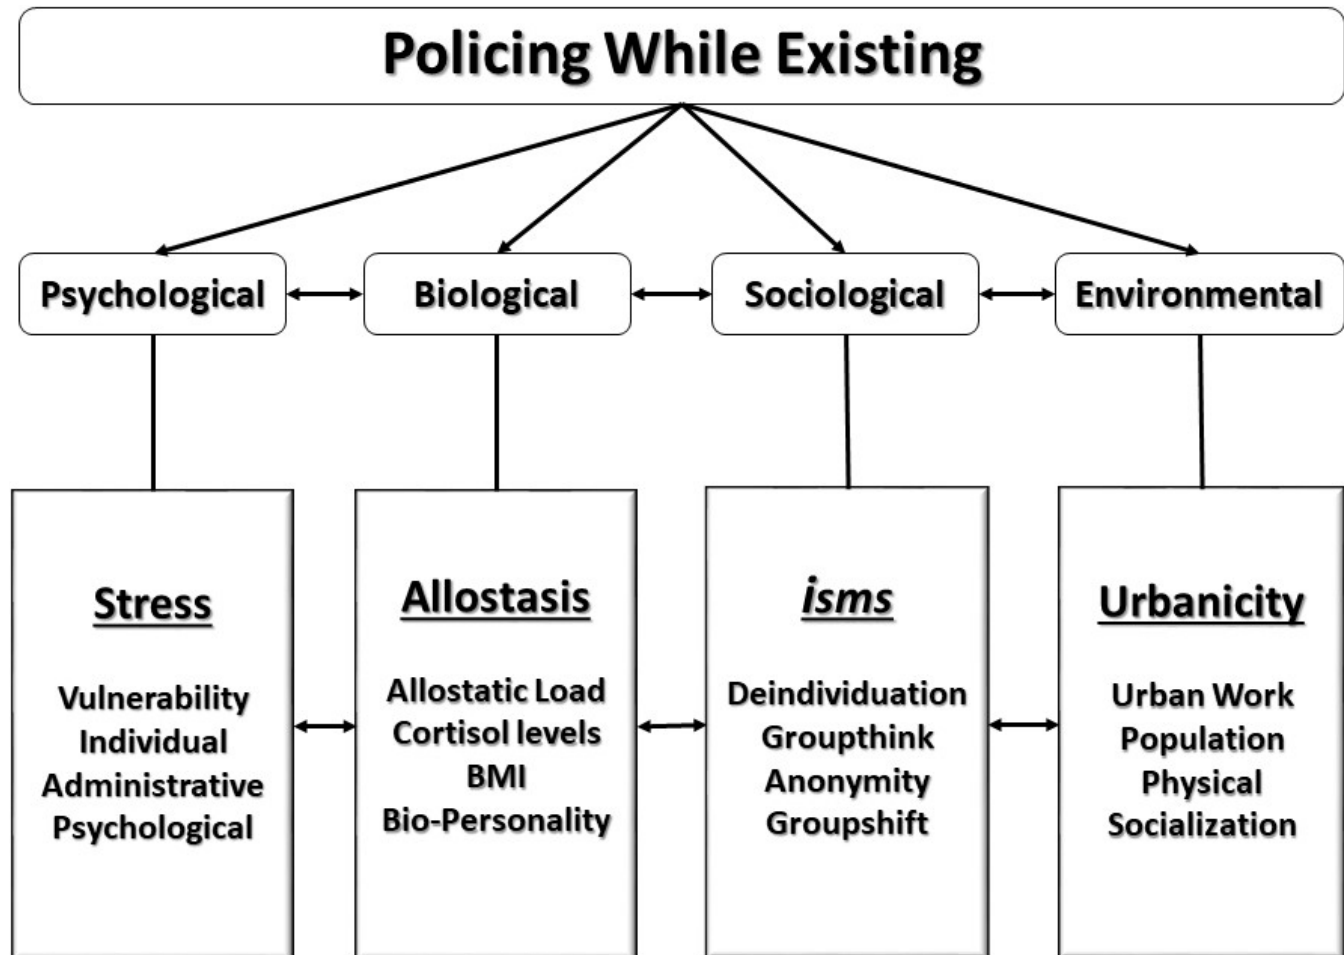 Policing While Existing
Psychological
Biological
Sociological
Environmental
Stress
Vulnerability
Individual
Administrative
Psychological
Allostasis
Allostatic Load
Cortisol levels
BMI
Bio-Personality
isms
Deindividuation
Groupthink
Anonymity
Groupshift
Urbanicity
Urban Work
Population
Physical
Socialization